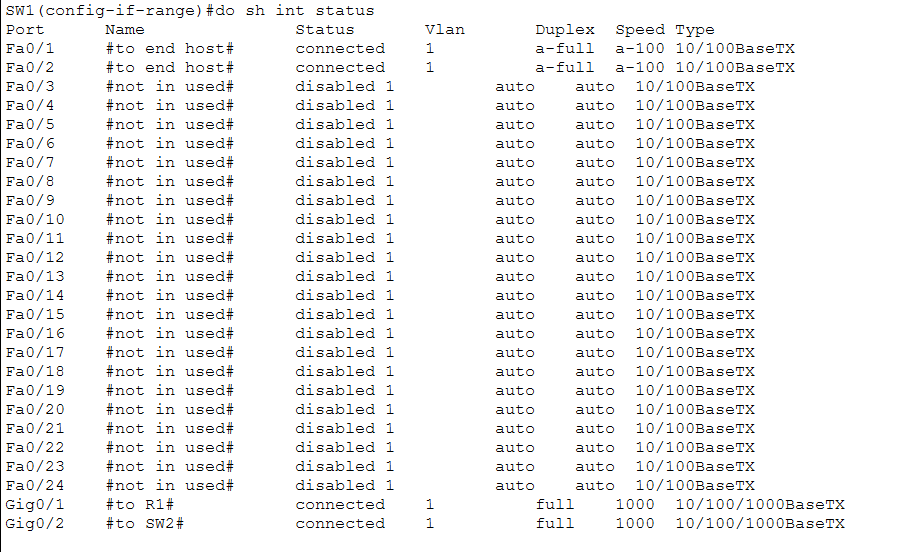 SW1(config-if-range)#do sh int status
Port Name Status Vlan Duplex Speed Type
Fa0/1 #to end host# connected 1 a-full a-100 10/100BaseTX
Fa0/2 #to end host# connected 1 a-full a-100 10/100BaseTX
Fa0/3 #not in used# disabled 1 auto auto 10/100BaseTX
Fa0/4 #not in used# disabled 1 auto auto 10/100BaseTX
Fa0/5 #not in used# disabled 1 auto auto 10/100BaseTX
Fa0/6 #not in used# disabled 1 auto auto 10/100BaseTX
Fa0/7 #not in used# disabled 1 auto auto 10/100BaseTX
Fa0/8 #not in used# disabled 1 auto auto 10/100BaseTX
Fa0/9 #not in used# disabled 1 auto auto 10/100BaseTX
Fa0/10 #not in used# disabled 1 auto auto 10/100BaseTX
Fa0/11 #not in used# disabled 1 auto auto 10/100BaseTX
Fa0/12 #not in used# disabled 1 auto auto 10/100BaseTX
Fa0/13 #not in used# disabled 1 auto auto 10/100BaseTX
Fa0/14 #not in used# disabled 1 auto auto 10/100BaseTX
Fa0/15 #not in used# disabled 1 auto auto 10/100BaseTX
Fa0/16 #not in used# disabled 1 auto auto 10/100BaseTX
Fa0/17 #not in used# disabled 1 auto auto 10/100BaseTX
Fa0/18 #not in used# disabled 1 auto auto 10/100BaseTX
Fa0/19 #not in used# disabled 1 auto auto 10/100BaseTX
Fa0/20 #not in used# disabled 1 auto auto 10/100BaseTX
Fa0/21 #not in used# disabled 1 auto auto 10/100BaseTX
Fa0/22 #not in used# disabled 1 auto auto 10/100BaseTX
Fa0/23 #not in used# disabled 1 auto auto 10/100BaseTX
Fa0/24 #not in used# disabled 1 auto auto 10/100BaseTX
Gig0/1 #to R1# connected 1 full 1000 10/100/1000BaseTX
Gig0/2 #to SW2# connected 1 full 1000 10/100/1000BaseTX